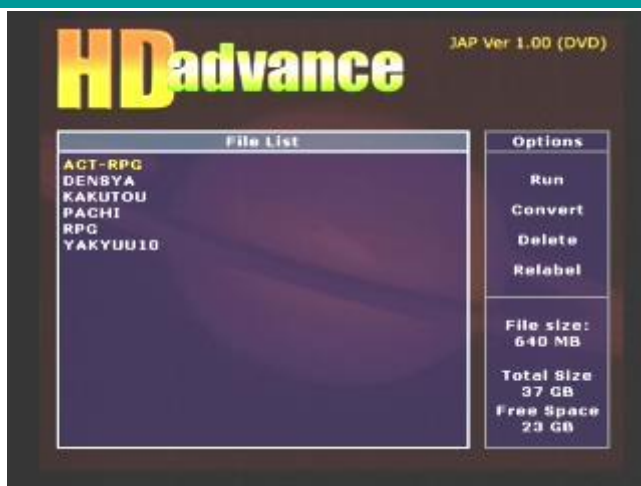 HDadvance
JAP Ver 1.00 (DVD)
File List
ACT-RPG
DENSYA
KAKUTOU
PACHI
RPG
YAKYUU10
Options
Run
Convert
Delete
Relabel
File size:
640 MB
Total Size
37 GB
Free Space
23 GB